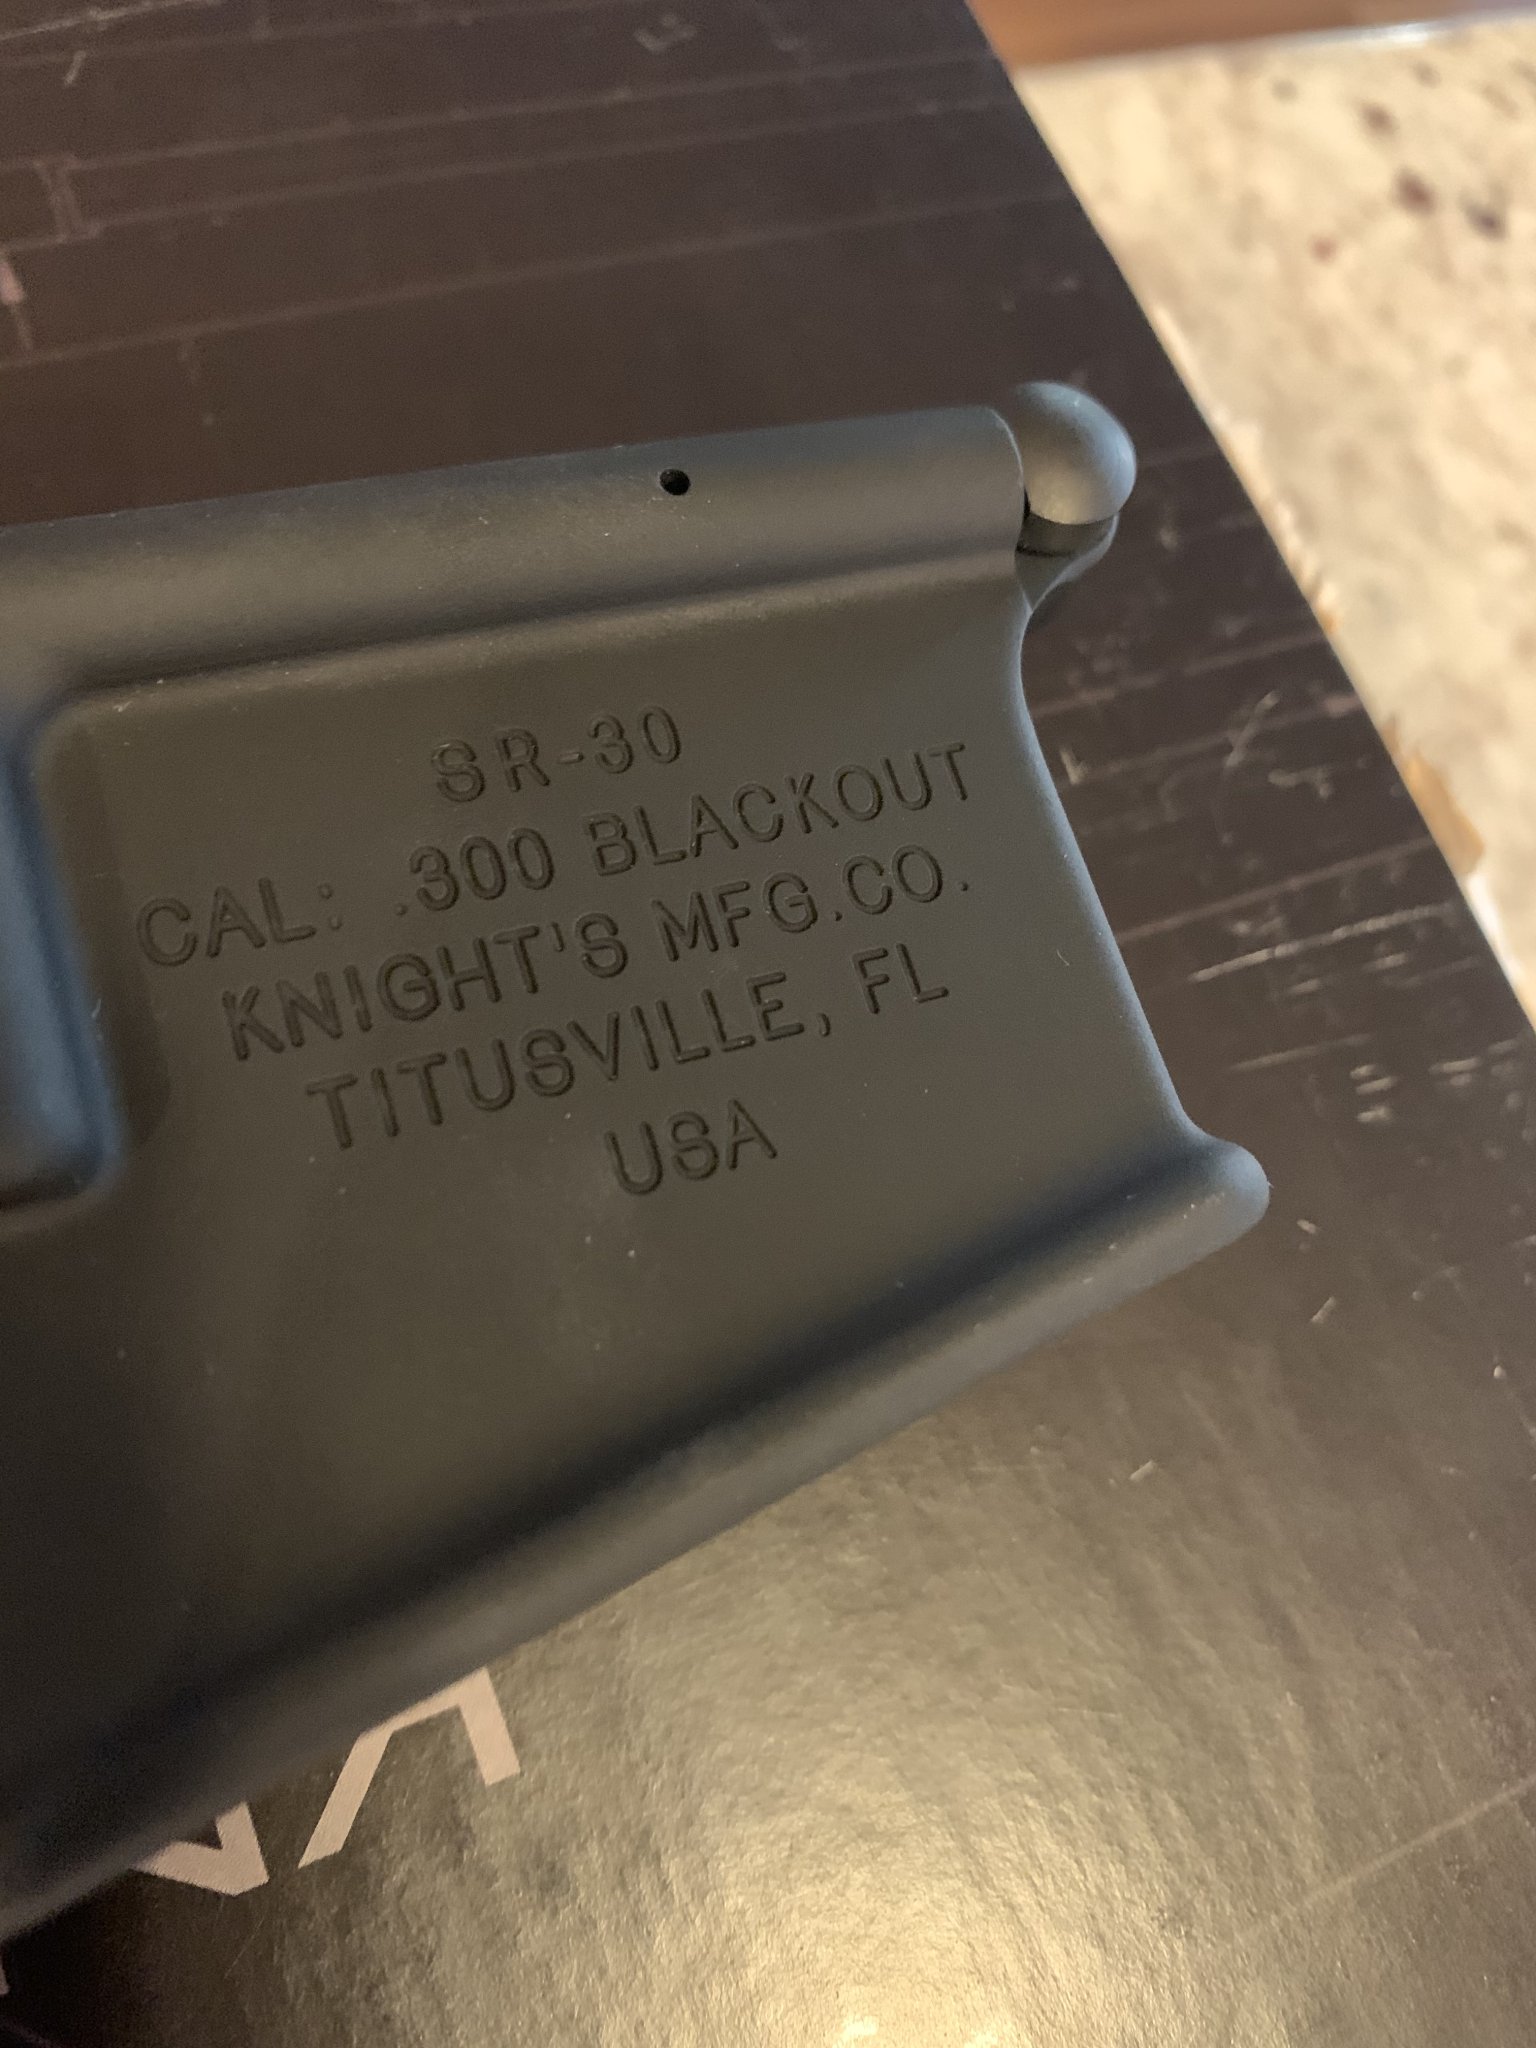 SR-30
CAL: .300 BLACKOUT
KNIGHT'S MFG.CO.
TITUSVILLE, FL
USA